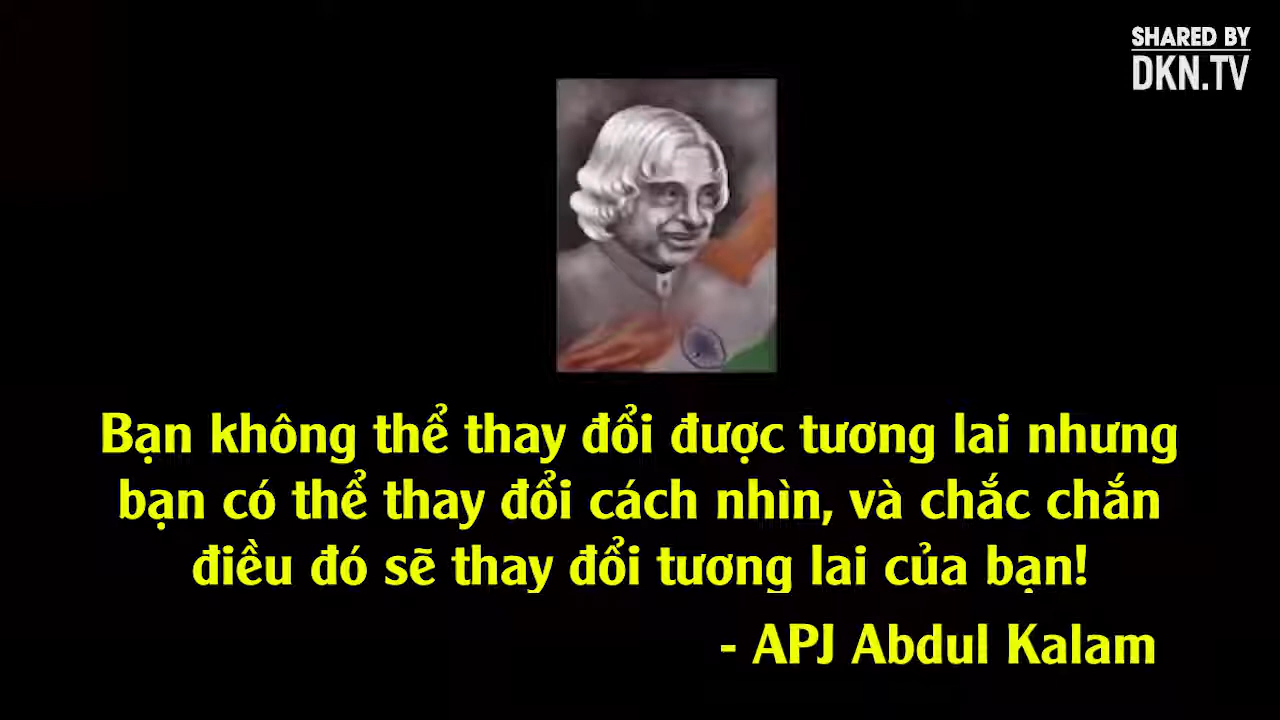 SHARED BY
DKN.TV
Bạn không thể thay đổi được tương lai nhưng
bạn có thể thay đổi cách nhìn, và chắc chắn
điều đó sẽ thay đổi tương lai của bạn!
- APJ Abdul Kalam